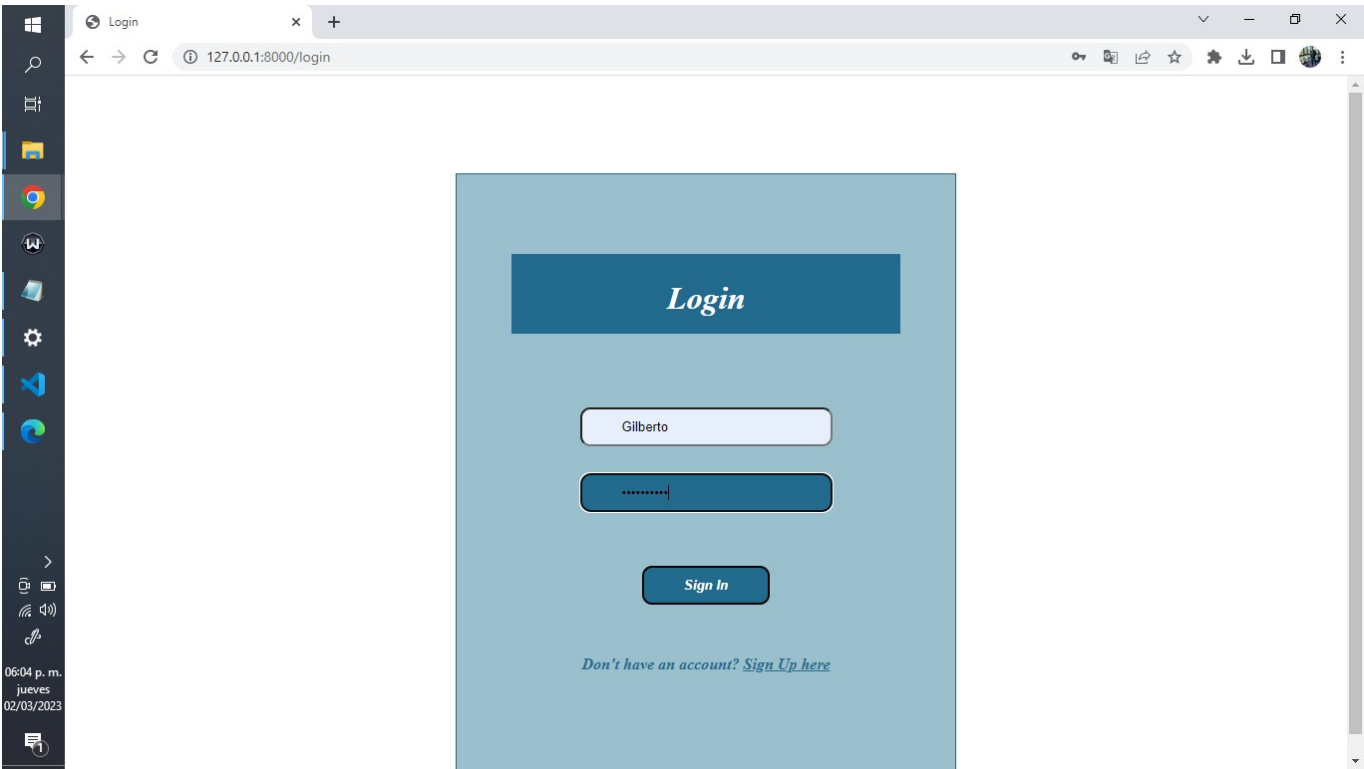 Login
127.0.0.1:8000/login
Login
Gilberto
••••••••••
Sign In
Don't have an account? Sign Up here
06:04 p. m.
jueves
02/03/2023
1